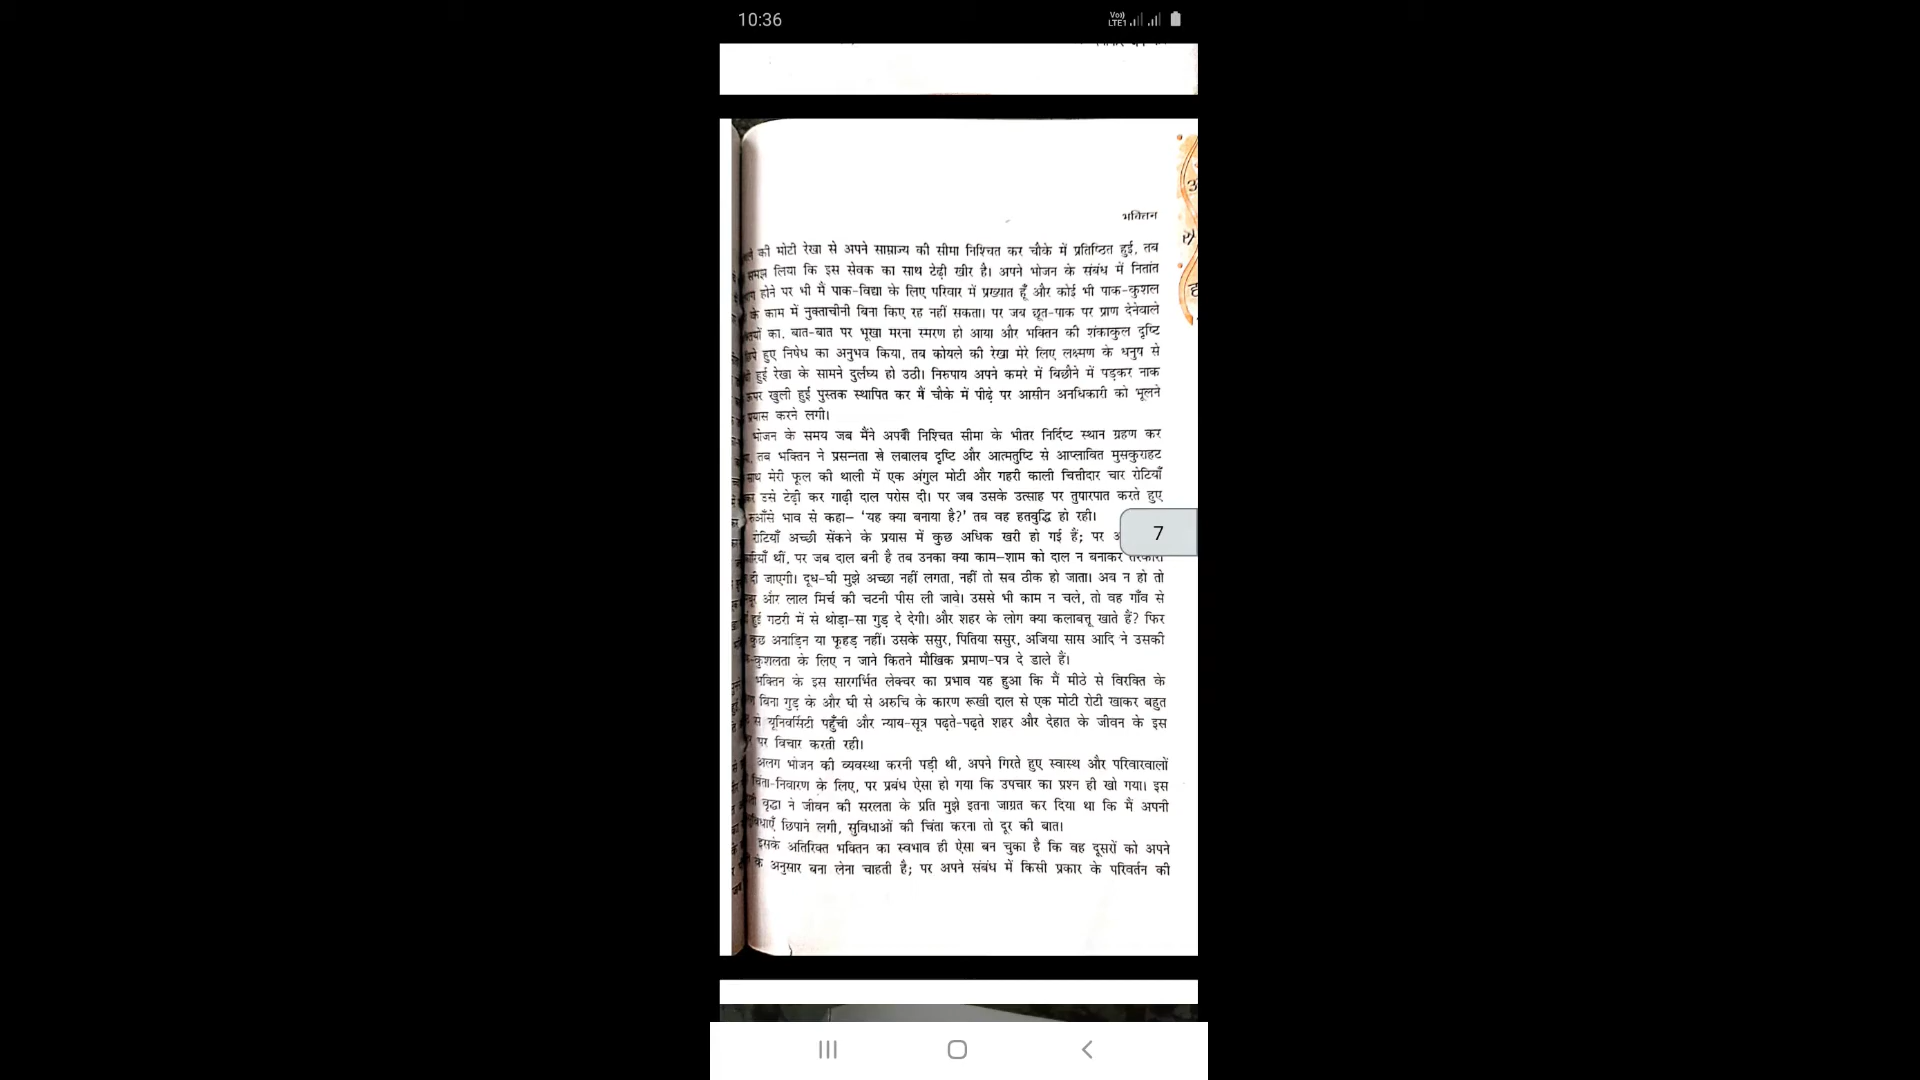 10:36
Vo)) LTE1
भक्तिन
की मोटी रेखा से अपने साम्राज्य की सीमा निश्चित कर चौके में प्रतिष्ठित हुई, तब
समझ लिया कि इस सेवक का साथ टेढ़ी खीर है। अपने भोजन के संबंध में नितांत
होने पर भी मैं पाक-विद्या के लिए परिवार में प्रख्यात हूँ और कोई भी पाक-कुशल
के काम में नुक्ताचीनी बिना किए रह नहीं सकता। पर जब छूत-पाक पर प्राण देनेवाले
का, बात-बात पर भूखा मरना स्मरण हो आया और भक्तिन की शंकाकुल दृष्टि
हुए निषेध का अनुभव किया, तब कोयले की रेखा मेरे लिए लक्ष्मण के धनुष से
हुई रेखा के सामने दुर्लंघ्य हो उठी। निरुपाय अपने कमरे में बिछौने में पड़कर नाक
ऊपर खुली हुई पुस्तक स्थापित कर मैं चौके में पीढ़े पर आसीन अनधिकारी को भूलने
प्रयास करने लगी।
भोजन के समय जब मैंने अपनी निश्चित सीमा के भीतर निर्दिष्ट स्थान ग्रहण कर
तब भक्तिन ने प्रसन्नता से लबालब दृष्टि और आत्मतुष्टि से आप्लावित मुसकुराहट
साथ मेरी फूल की थाली में एक अंगुल मोटी और गहरी काली चित्तीदार चार रोटियाँ
उसे टेढ़ी कर गाढ़ी दाल परोस दी। पर जब उसके उत्साह पर तुषारपात करते हुए
रुआँसे भाव से कहा– ‘यह क्या बनाया है?’ तब वह हतबुद्धि हो रही।
रोटियाँ अच्छी सेंकने के प्रयास में कुछ अधिक खरी हो गई हैं; पर
थीं, पर जब दाल बनी है तब उनका क्या काम–शाम को दाल न बनाकर तरकारी
दी जाएगी। दूध-घी मुझे अच्छा नहीं लगता, नहीं तो सब ठीक हो जाता। अब न हो तो
और लाल मिर्च की चटनी पीस ली जावे। उससे भी काम न चले, तो वह गाँव से
हुई गठरी में से थोड़ा-सा गुड़ दे देगी। और शहर के लोग क्या कलाबत्तू खाते हैं? फिर
कुछ अनाड़िन या फूहड़ नहीं। उसके ससुर, पितिया ससुर, अजिया सास आदि ने उसकी
-कुशलता के लिए न जाने कितने मौखिक प्रमाण-पत्र दे डाले हैं।
भक्तिन के इस सारगर्भित लेक्चर का प्रभाव यह हुआ कि मैं मीठे से विरक्ति के
बिना गुड़ के और घी से अरुचि के कारण रूखी दाल से एक मोटी रोटी खाकर बहुत
से यूनिवर्सिटी पहुँची और न्याय-सूत्र पढ़ते-पढ़ते शहर और देहात के जीवन के इस
पर विचार करती रही।
अलग भोजन की व्यवस्था करनी पड़ी थी, अपने गिरते हुए स्वास्थ और परिवारवालों
चिंता-निवारण के लिए, पर प्रबंध ऐसा हो गया कि उपचार का प्रश्न ही खो गया। इस
वृद्धा ने जीवन की सरलता के प्रति मुझे इतना जाग्रत कर दिया था कि मैं अपनी
छिपाने लगी, सुविधाओं की चिंता करना तो दूर की बात।
इसके अतिरिक्त भक्तिन का स्वभाव ही ऐसा बन चुका है कि वह दूसरों को अपने
के अनुसार बना लेना चाहती है; पर अपने संबंध में किसी प्रकार के परिवर्तन की
7